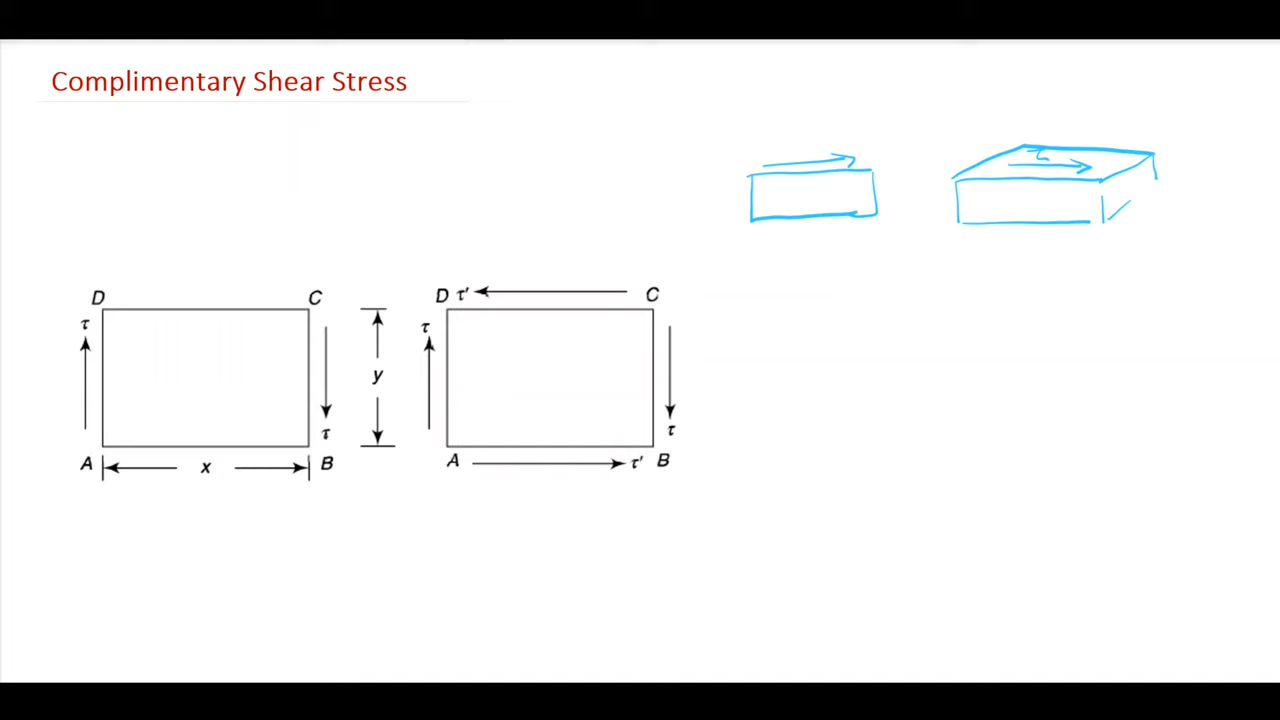 Complimentary Shear Stress
τ
D C D τ' C
τ τ
y
τ τ
A x B A τ' B